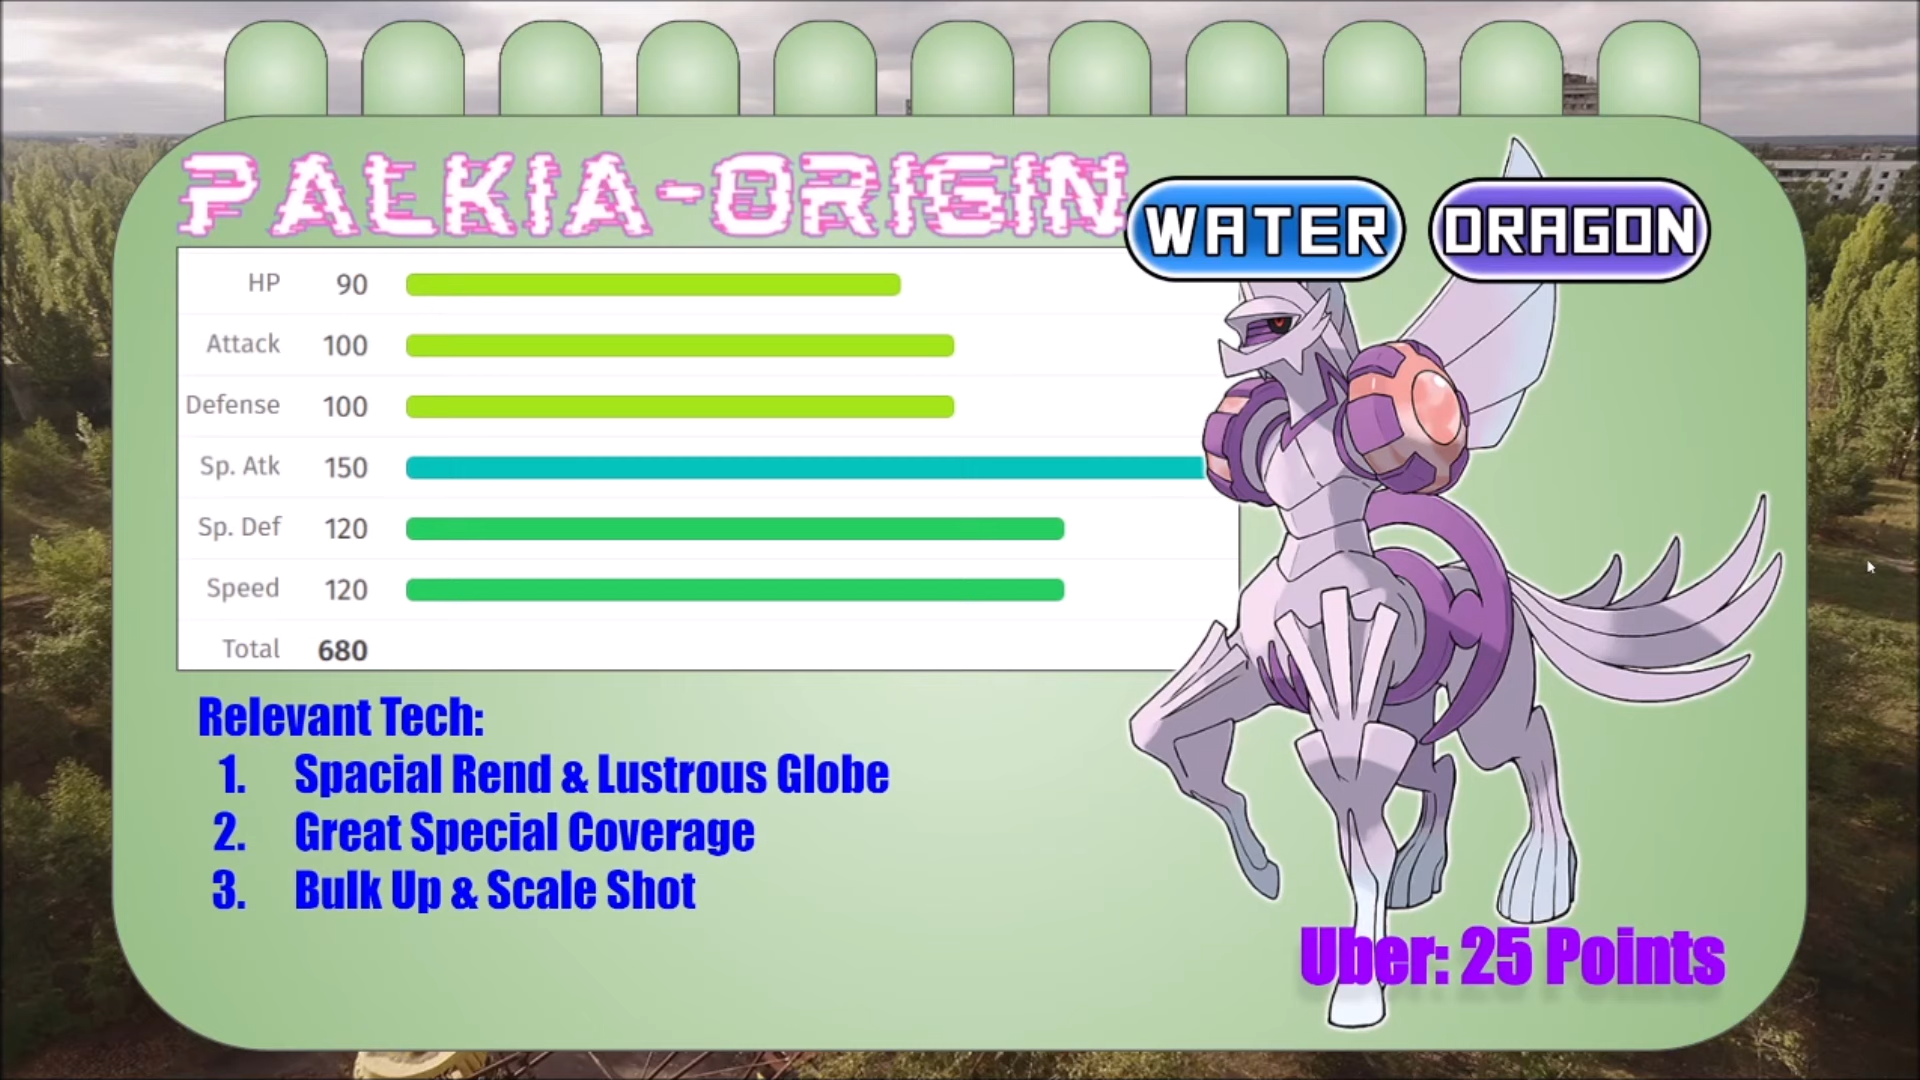 PALKIA-ORIGIN
WATER DRAGON
HP 90
Attack 100
Defense 100
Sp. Atk 150
Sp. Def 120
Speed 120
Total 680
Relevant Tech:
1. Spacial Rend & Lustrous Globe
2. Great Special Coverage
3. Bulk Up & Scale Shot
Uber: 25 Points